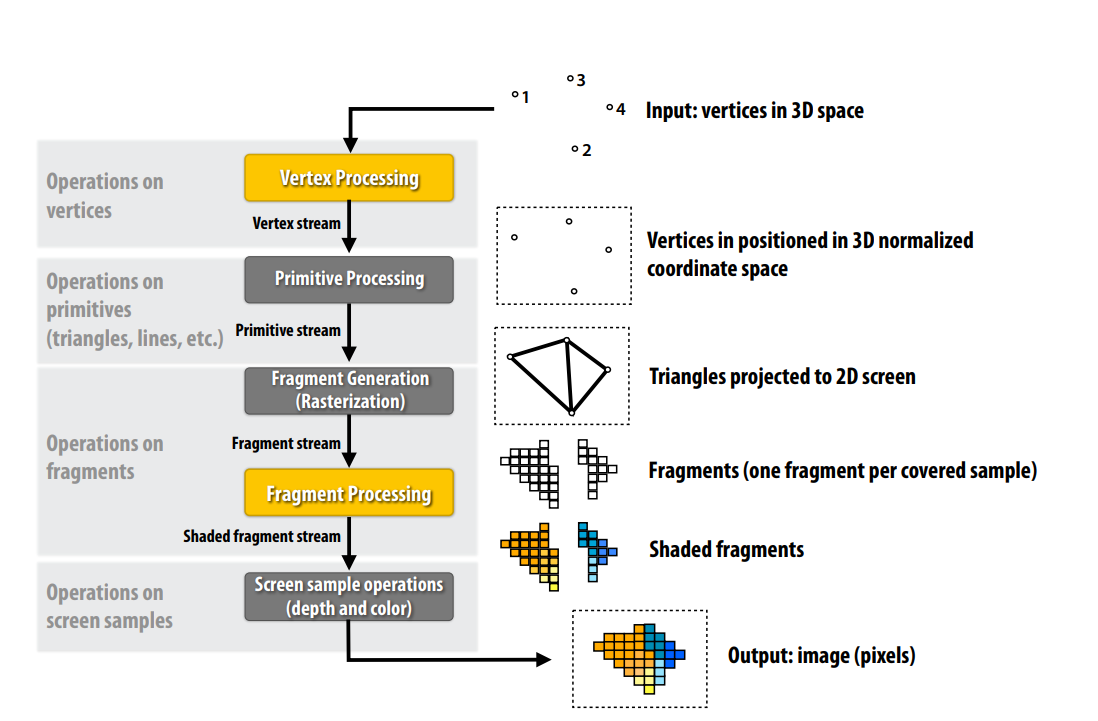 1
3
4
2
Input: vertices in 3D space
Operations on
vertices
Vertex Processing
Vertex stream
Vertices in positioned in 3D normalized
coordinate space
Operations on
primitives
(triangles, lines, etc.)
Primitive Processing
Primitive stream
Triangles projected to 2D screen
Operations on
fragments
Fragment Generation
(Rasterization)
Fragment stream
Fragments (one fragment per covered sample)
Fragment Processing
Shaded fragment stream
Shaded fragments
Operations on
screen samples
Screen sample operations
(depth and color)
Output: image (pixels)